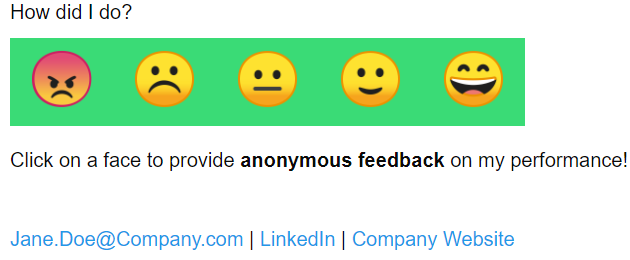 How did I do?
Click on a face to provide anonymous feedback on my performance!
Jane.Doe@Company.com | LinkedIn | Company Website